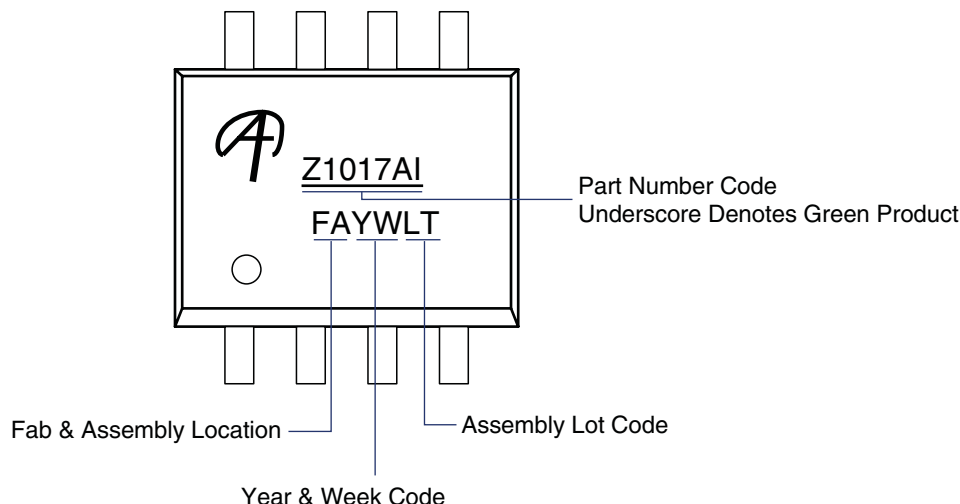 Z1017AI
FAYWLT
Part Number Code
Underscore Denotes Green Product
Fab & Assembly Location
Assembly Lot Code
Year & Week Code